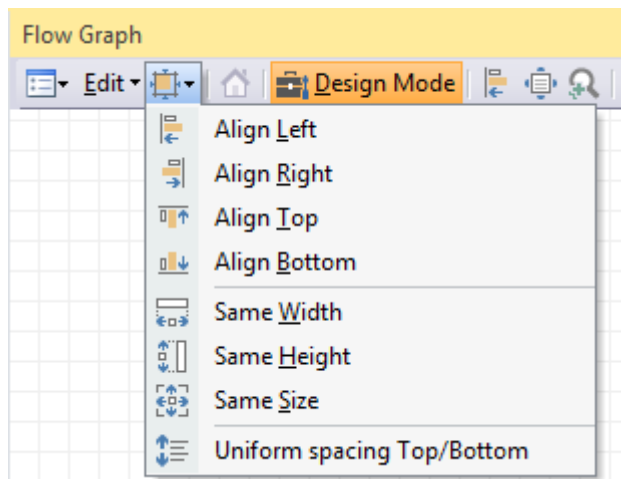 Flow Graph
Edit Design Mode
Align Left
Align Right
Align Top
Align Bottom
Same Width
Same Height
Same Size
Uniform spacing Top/Bottom